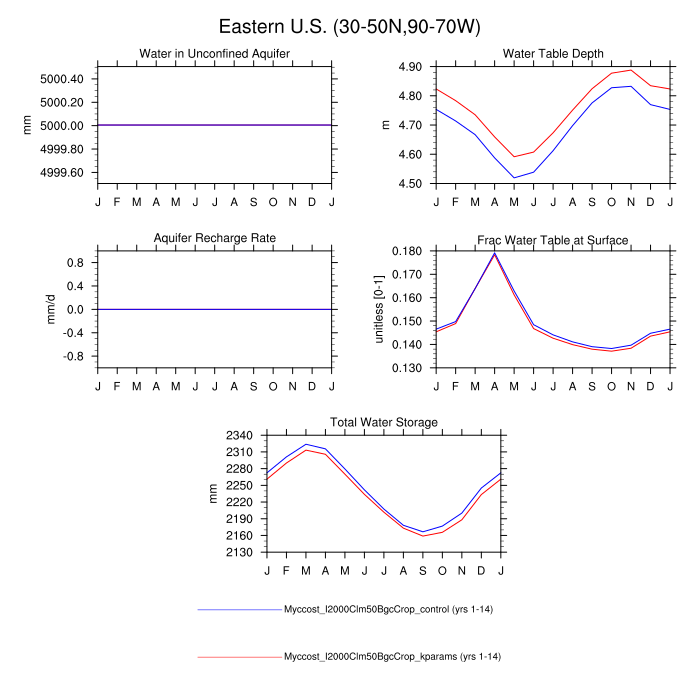 Eastern U.S. (30-50N,90-70W)
Water in Unconfined Aquifer
5000.40
5000.20
5000.00
4999.80
4999.60
mm
J F M A M J J A S O N D J
Water Table Depth
4.90
4.80
4.70
4.60
4.50
m
J F M A M J J A S O N D J
Aquifer Recharge Rate
0.8
0.4
0.0
-0.4
-0.8
mm/d
J F M A M J J A S O N D J
Frac Water Table at Surface
0.180
0.170
0.160
0.150
0.140
0.130
unitless [0-1]
J F M A M J J A S O N D J
Total Water Storage
2340
2310
2280
2250
2220
2190
2160
2130
mm
J F M A M J J A S O N D J
Myccost_I2000Clm50BgcCrop_control (yrs 1-14)
Myccost_I2000Clm50BgcCrop_kparams (yrs 1-14)